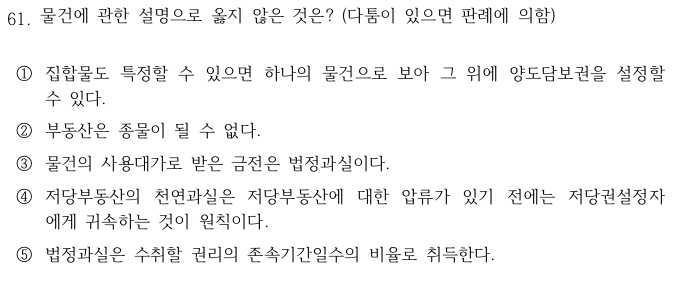 61. 물건에 관한 설명으로 옳지 않은 것은? (다툼이 있으면 판례에 의함)
① 집합물도 특정할 수 있으면 하나의 물건으로 보아 그 위에 양도담보권을 설정할
수 있다.
② 부동산은 종물이 될 수 없다.
③ 물건의 사용대가로 받은 금전은 법정과실이다.
④ 저당부동산의 천연과실은 저당부동산에 대한 압류가 있기 전에는 저당권설정자
에게 귀속하는 것이 원칙이다.
⑤ 법정과실은 수취할 권리의 존속기간일수의 비율로 취득한다.